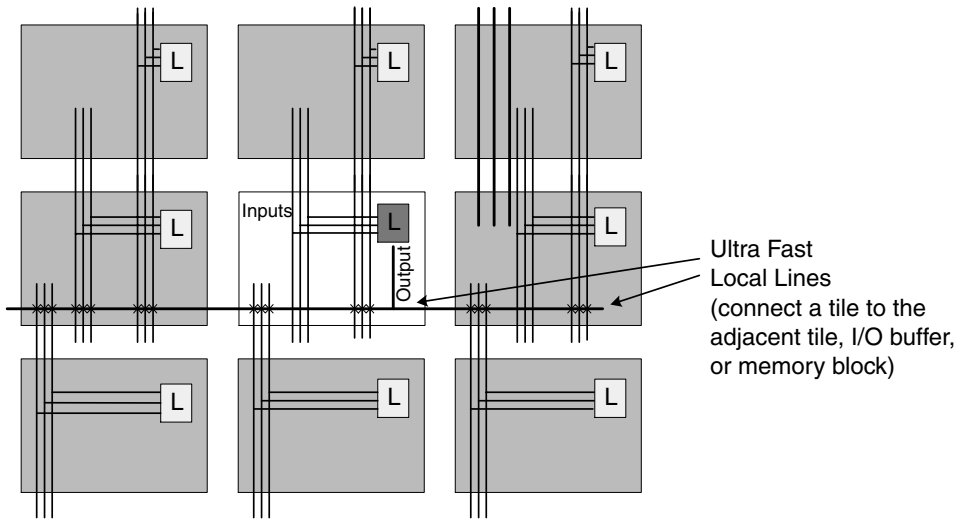 L
L
L
L
Inputs
L
Output
L
Ultra Fast
Local Lines
(connect a tile to the
adjacent tile, I/O buffer,
or memory block)
L
L
L